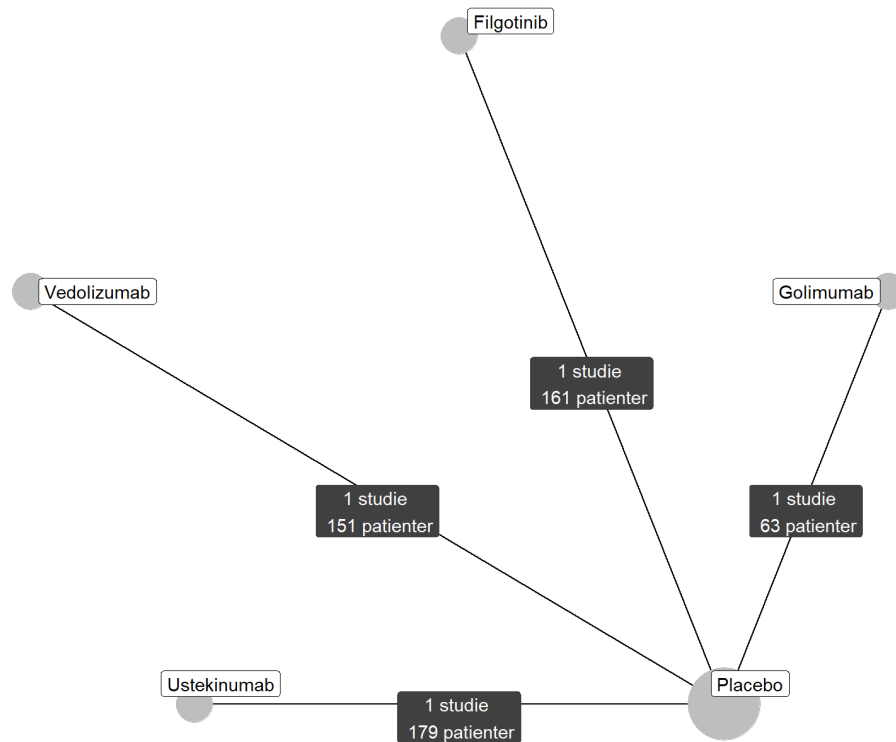 Filgotinib
Vedolizumab
Golimumab
1 studie
161 patienter
1 studie
151 patienter
1 studie
63 patienter
Ustekinumab
Placebo
1 studie
179 patienter